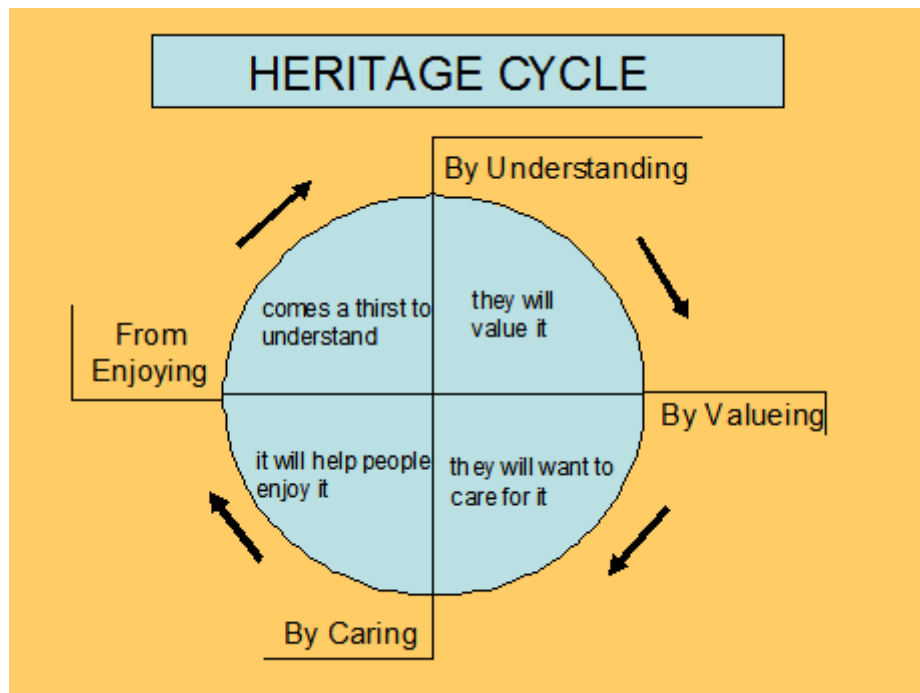 HERITAGE CYCLE
By Understanding
they will
value it
By Valueing
they will want to
care for it
By Caring
it will help people
enjoy it
From
Enjoying
comes a thirst to
understand